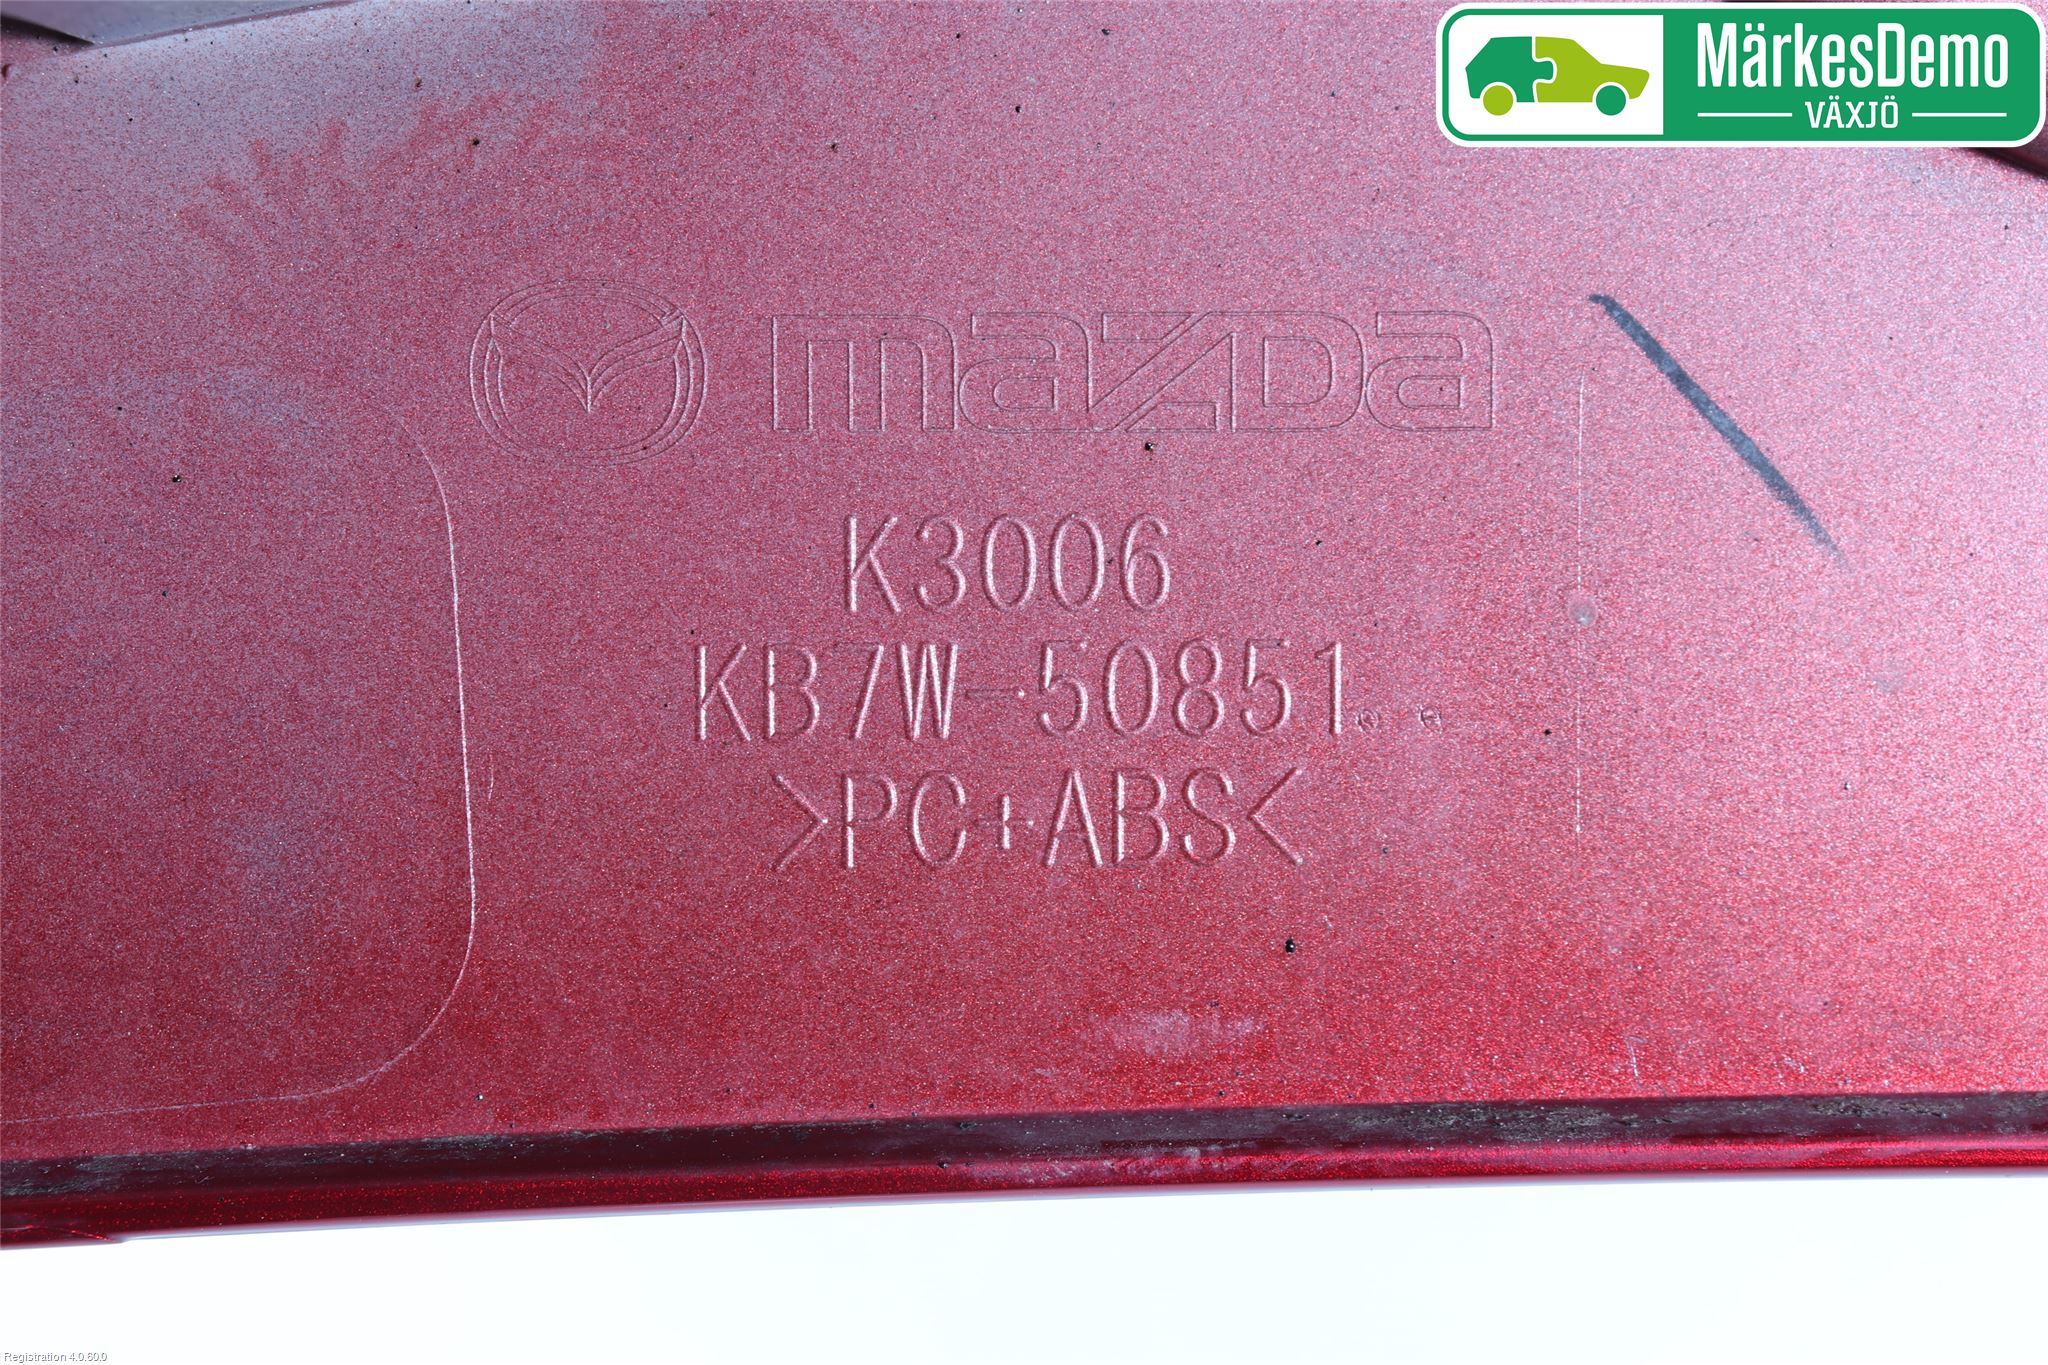 MärkesDemo
VÄXJÖ
mazda
K3006
KB7W-50851
>PC+ABS<
Registration 4.0.60.0